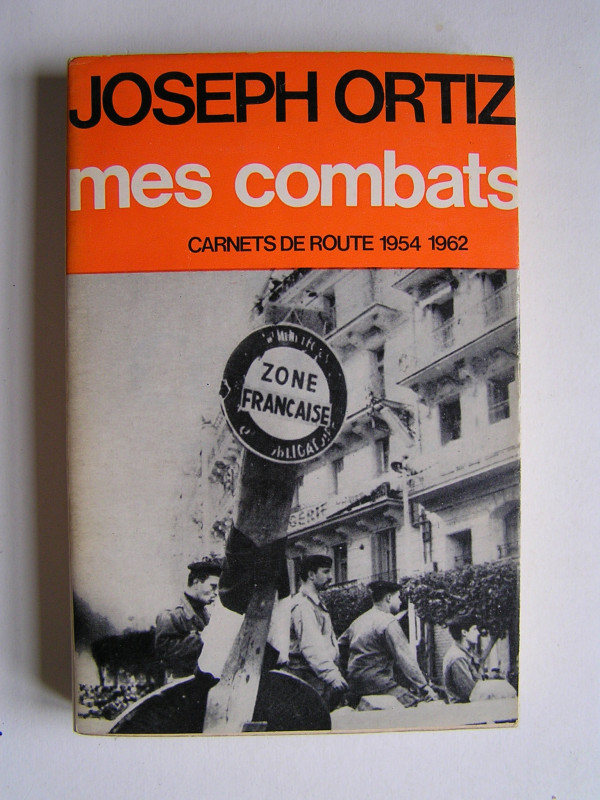 JOSEPH ORTIZ
mes combats
CARNETS DE ROUTE 1954 1962
ZONE
FRANCAISE